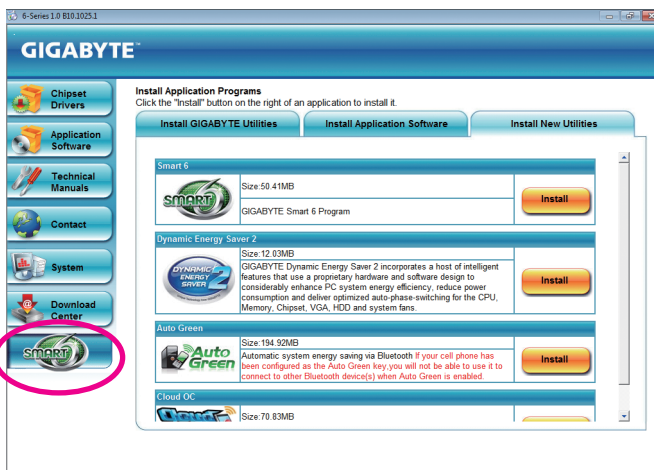 6-Series 1.0 B10.1025.1
GIGABYTE™
Chipset
Drivers
Application
Software
Technical
Manuals
Contact
System
Download
Center
SMART 6
Install Application Programs
Click the "Install" button on the right of an application to install it.
Install GIGABYTE Utilities
Install Application Software
Install New Utilities
Smart 6
SMART 6
Size:50.41MB
GIGABYTE Smart 6 Program
Install
Dynamic Energy Saver 2
DYNAMIC
ENERGY
SAVER 2
Size:12.03MB
GIGABYTE Dynamic Energy Saver 2 incorporates a host of intelligent
features that use a proprietary hardware and software design to
considerably enhance PC system energy efficiency, reduce power
consumption and deliver optimized auto-phase-switching for the CPU,
Memory, Chipset, VGA, HDD and system fans.
Install
Auto Green
Auto
Green
Size:194.92MB
Automatic system energy saving via Bluetooth If your cell phone has
been configured as the Auto Green key,you will not be able to use it to
connect to other Bluetooth device(s) when Auto Green is enabled.
Install
Cloud OC
Size:70.83MB